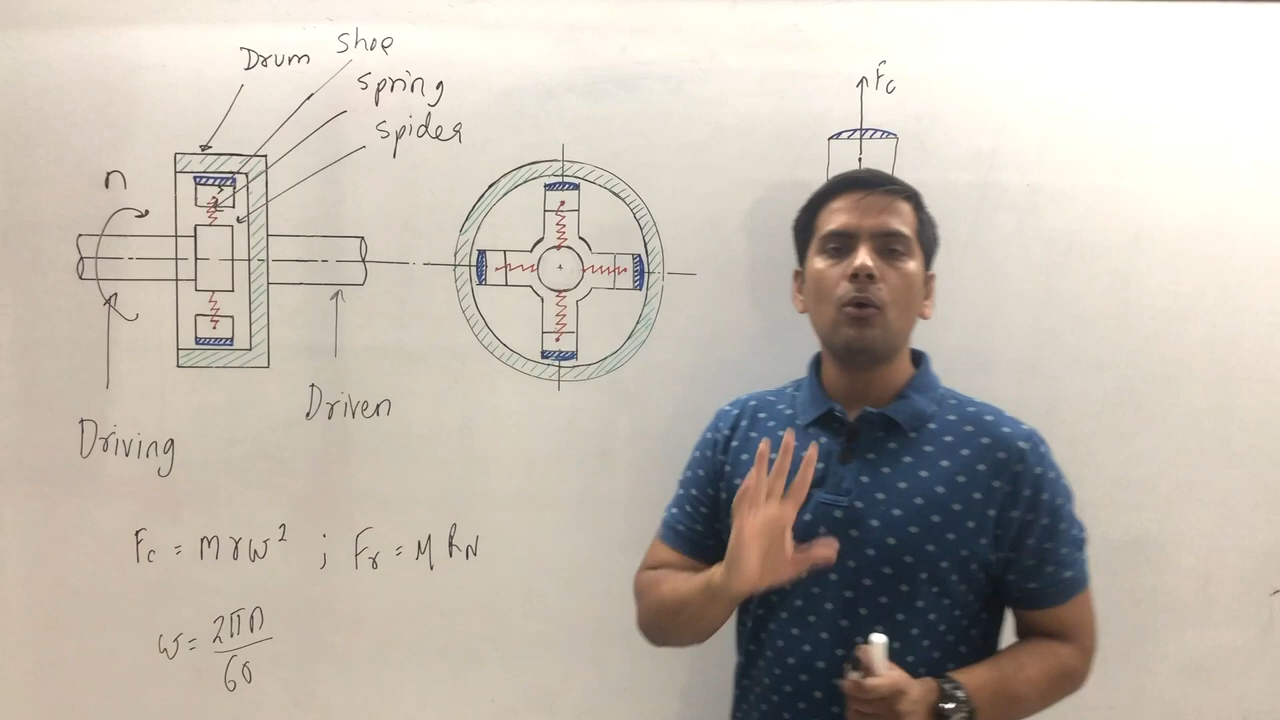 Drum
Shoe
Spring
Spider
n
Driving
Driven
Fc = mrω² ; Fr = μ RN
ω = 2πn/60
Fc